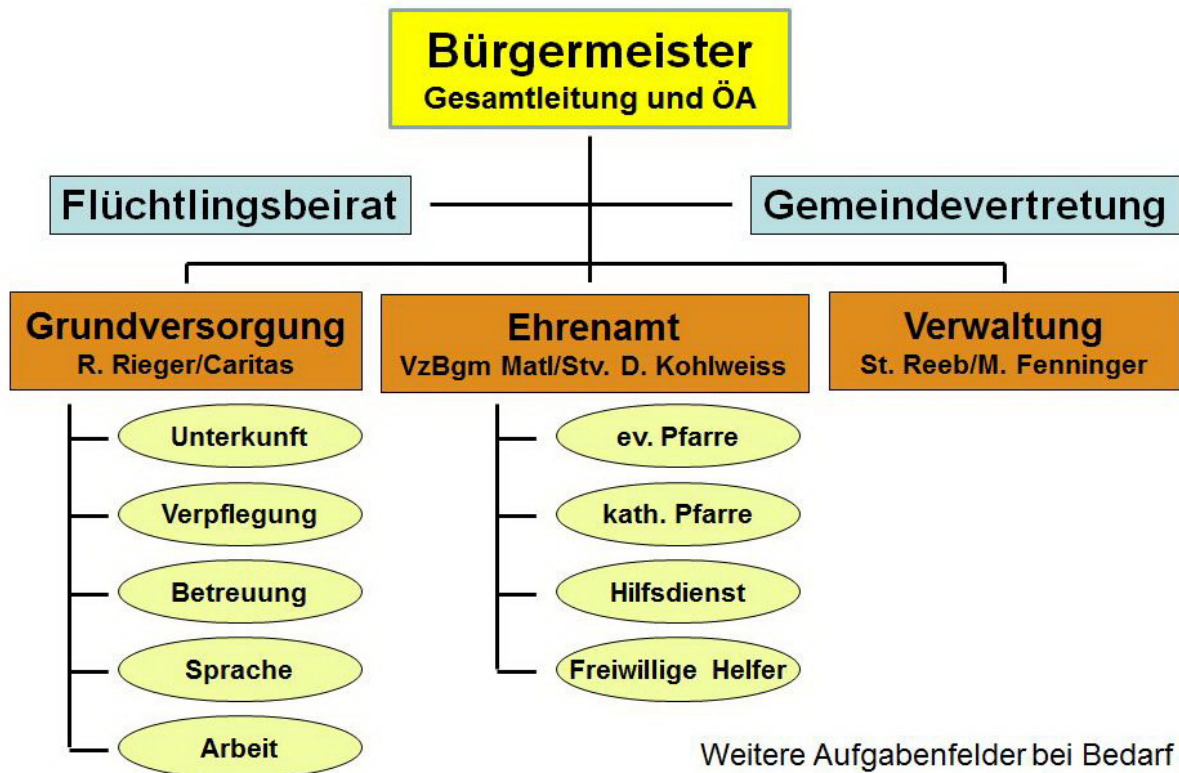 Bürgermeister
Gesamtleitung und ÖA
Flüchtlingsbeirat
Gemeindevertretung
Grundversorgung
R. Rieger/Caritas
Ehrenamt
VzBgm Matl/Stv. D. Kohlweiss
Verwaltung
St. Reeb/M. Fenninger
Unterkunft
Verpflegung
Betreuung
Sprache
Arbeit
ev. Pfarre
kath. Pfarre
Hilfsdienst
Freiwillige Helfer
Weitere Aufgabenfelder bei Bedarf